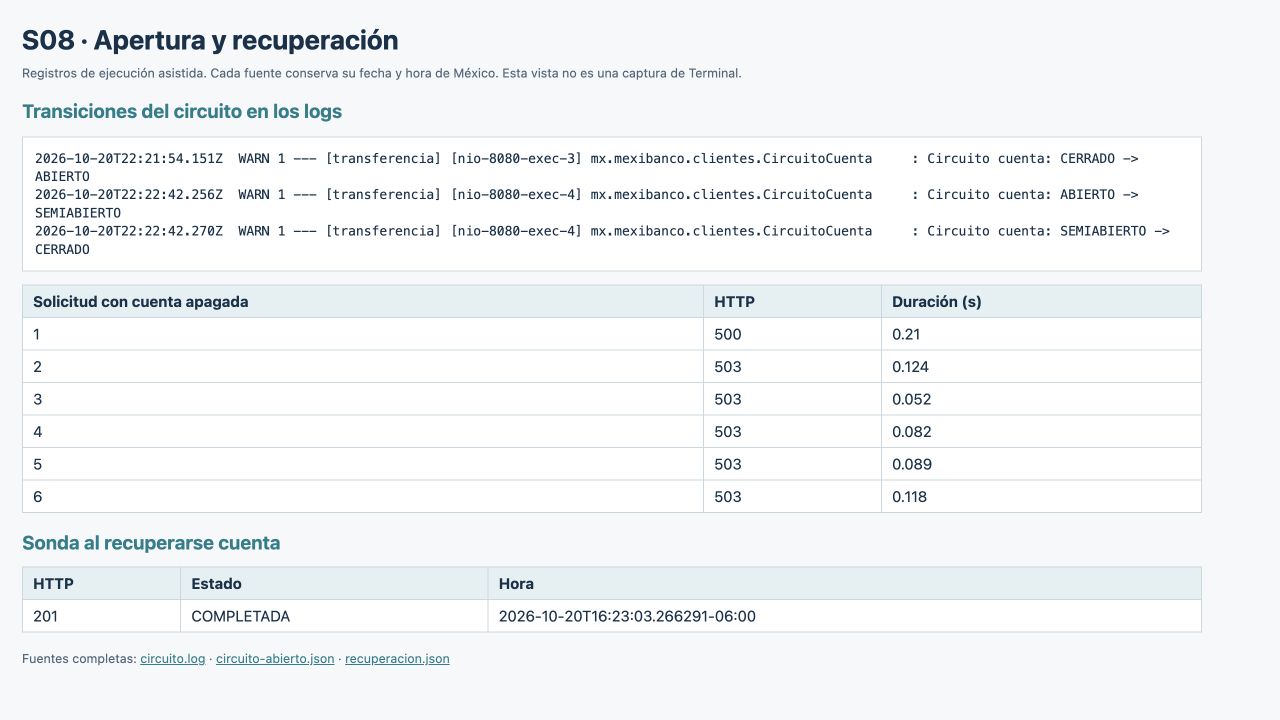 S08 · Apertura y recuperación
Registros de ejecución asistida. Cada fuente conserva su fecha y hora de México. Esta vista no es una captura de Terminal.
Transiciones del circuito en los logs
2026-10-20T22:21:54.151Z  WARN 1 --- [transferencia] [nio-8080-exec-3] mx.mexibanco.clientes.CircuitoCuenta     : Circuito cuenta: CERRADO ->
ABIERTO
2026-10-20T22:22:42.256Z  WARN 1 --- [transferencia] [nio-8080-exec-4] mx.mexibanco.clientes.CircuitoCuenta     : Circuito cuenta: ABIERTO ->
SEMIABIERTO
2026-10-20T22:22:42.270Z  WARN 1 --- [transferencia] [nio-8080-exec-4] mx.mexibanco.clientes.CircuitoCuenta     : Circuito cuenta: SEMIABIERTO ->
CERRADO
Solicitud con cuenta apagada HTTP Duración (s)
1 500 0.21
2 503 0.124
3 503 0.052
4 503 0.082
5 503 0.089
6 503 0.118
Sonda al recuperarse cuenta
HTTP Estado Hora
201 COMPLETADA 2026-10-20T16:23:03.266291-06:00
Fuentes completas: circuito.log · circuito-abierto.json · recuperacion.json